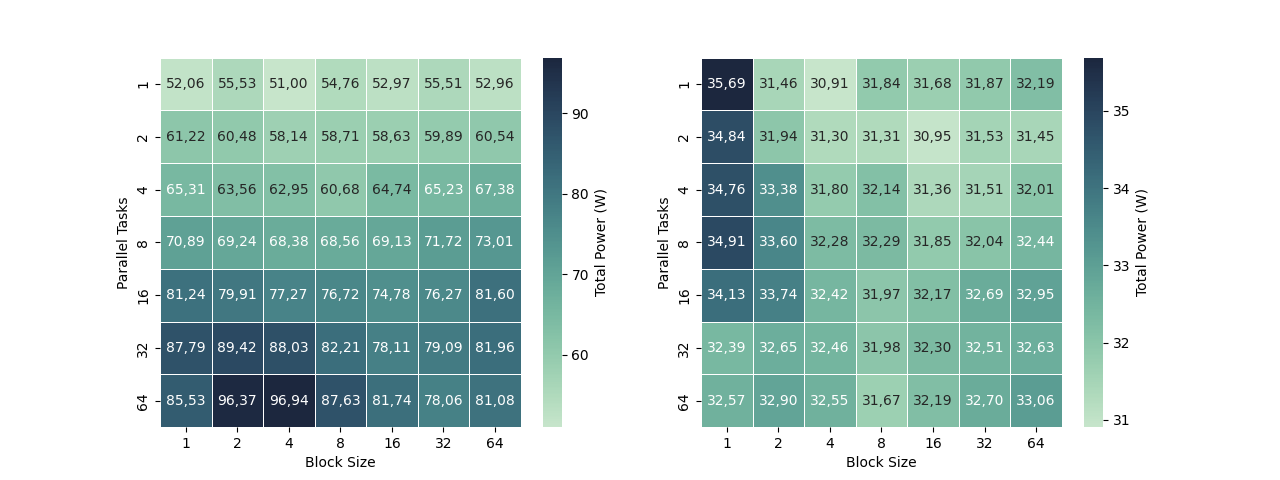 1 52,06 55,53 51,00 54,76 52,97 55,51 52,96
2 61,22 60,48 58,14 58,71 58,63 59,89 60,54
4 65,31 63,56 62,95 60,68 64,74 65,23 67,38
8 70,89 69,24 68,38 68,56 69,13 71,72 73,01
16 81,24 79,91 77,27 76,72 74,78 76,27 81,60
32 87,79 89,42 88,03 82,21 78,11 79,09 81,96
64 85,53 96,37 96,94 87,63 81,74 78,06 81,08
1 2 4 8 16 32 64
Block Size
Parallel Tasks
90
80
70
60
Total Power (W)
1 35,69 31,46 30,91 31,84 31,68 31,87 32,19
2 34,84 31,94 31,30 31,31 30,95 31,53 31,45
4 34,76 33,38 31,80 32,14 31,36 31,51 32,01
8 34,91 33,60 32,28 32,29 31,85 32,04 32,44
16 34,13 33,74 32,42 31,97 32,17 32,69 32,95
32 32,39 32,65 32,46 31,98 32,30 32,51 32,63
64 32,57 32,90 32,55 31,67 32,19 32,70 33,06
1 2 4 8 16 32 64
Block Size
Parallel Tasks
35
34
33
32
31
Total Power (W)